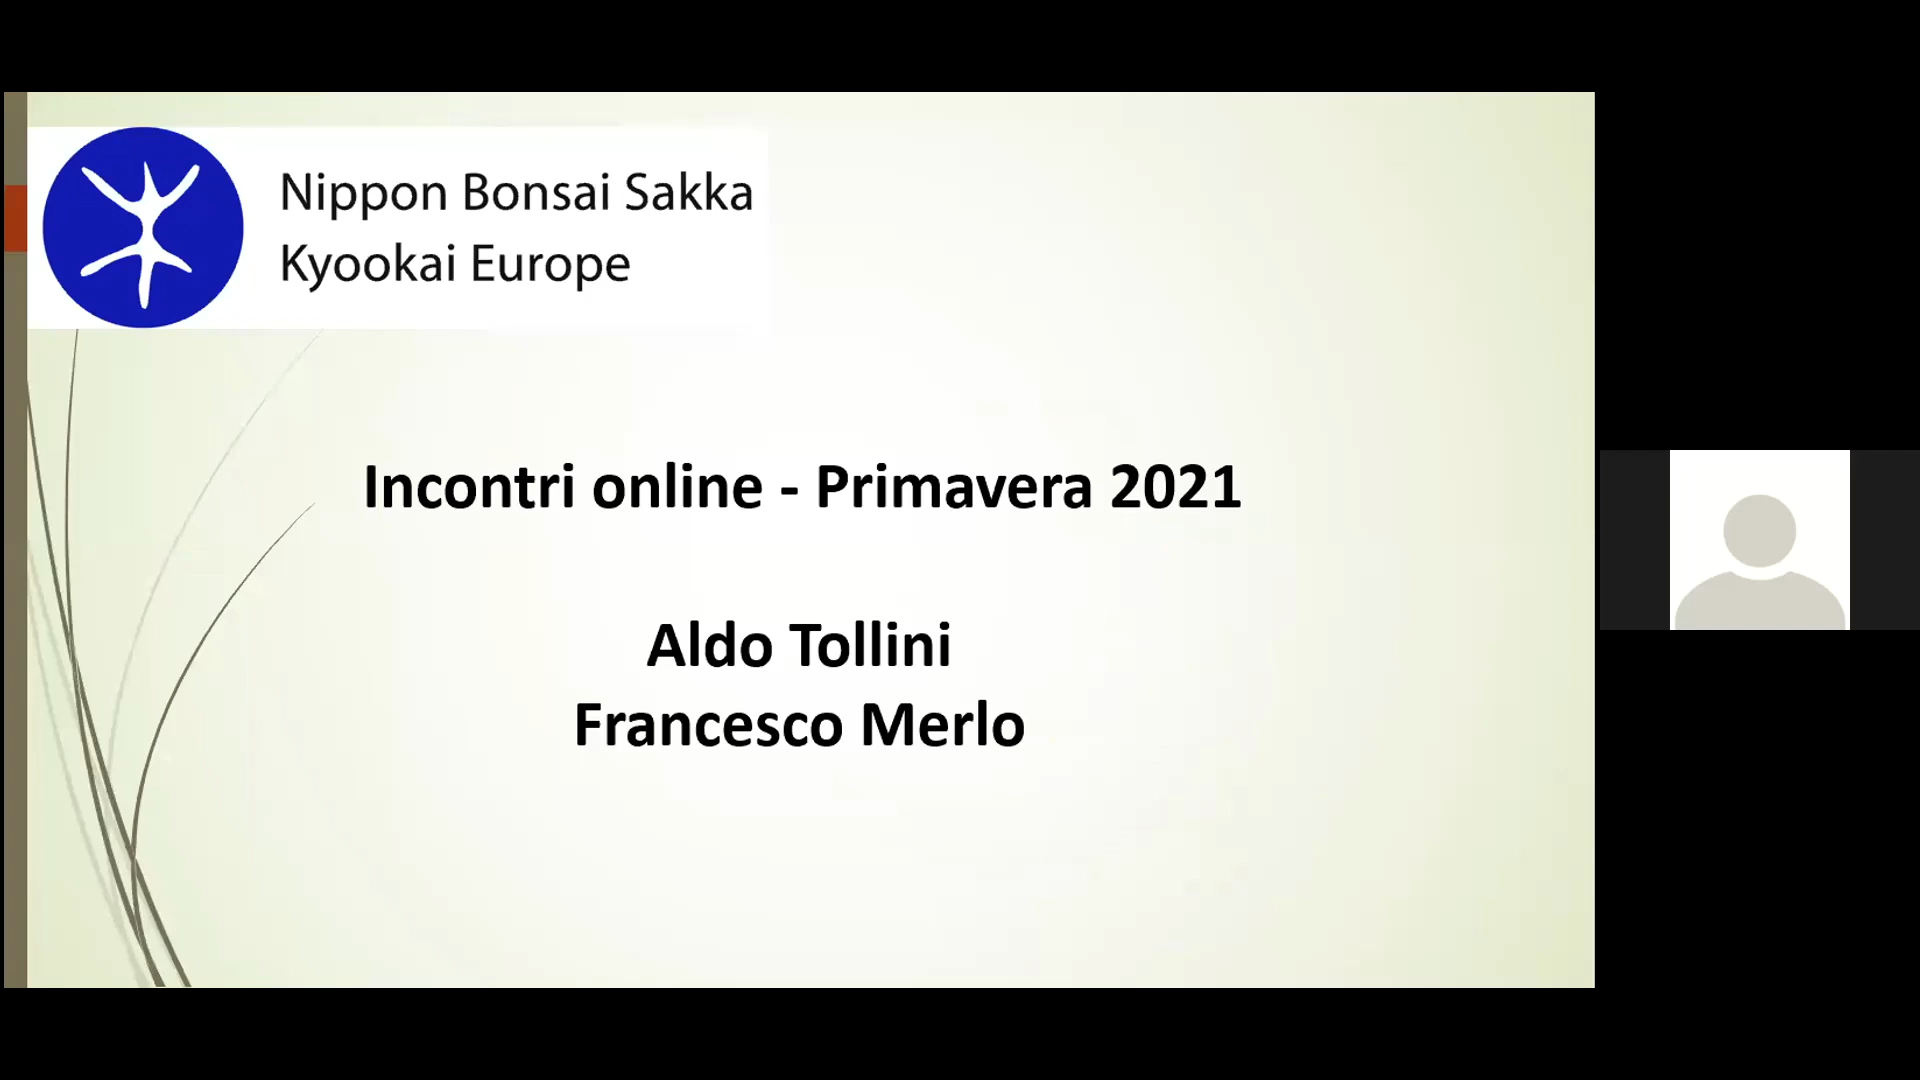 Nippon Bonsai Sakka
Kyookai Europe
Incontri online - Primavera 2021
Aldo Tollini
Francesco Merlo